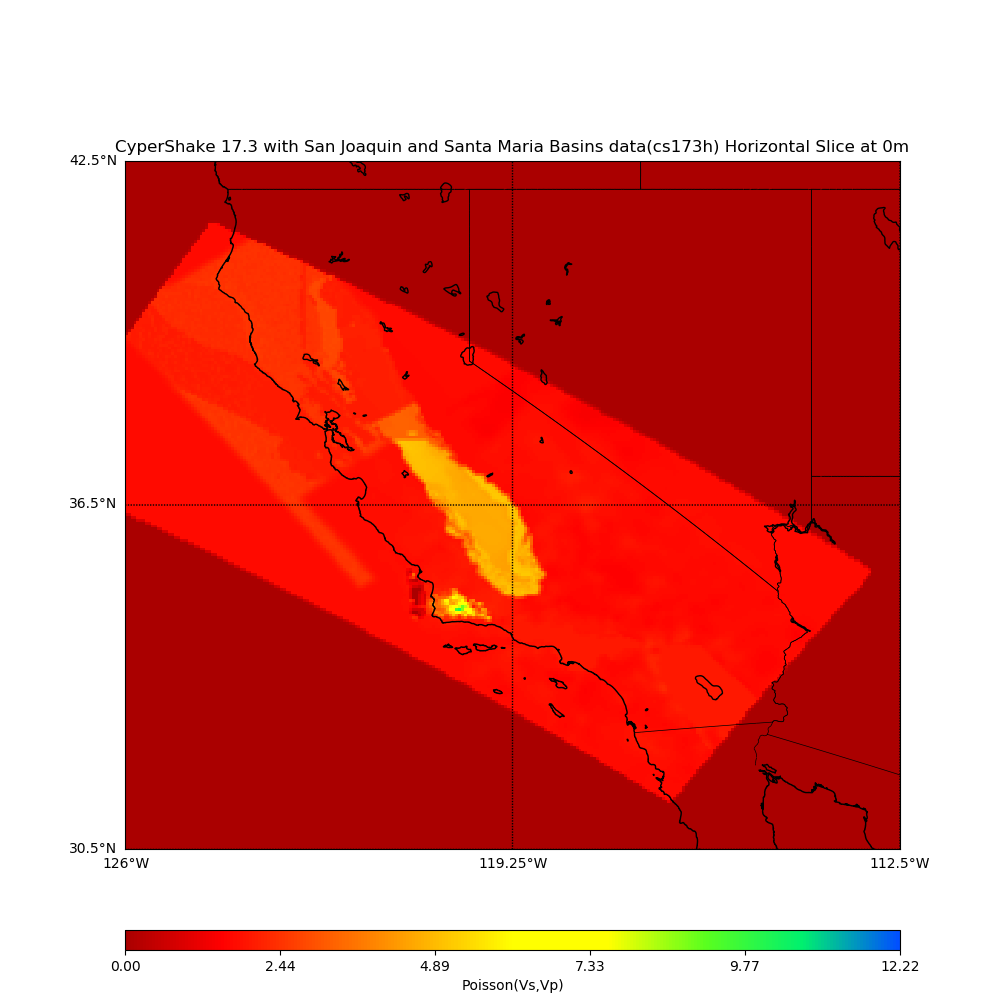 CyperShake 17.3 with San Joaquin and Santa Maria Basins data(cs173h) Horizontal Slice at 0m
42.5°N
36.5°N
30.5°N
126°W 119.25°W 112.5°W
0.00 2.44 4.89 7.33 9.77 12.22
Poisson(Vs,Vp)